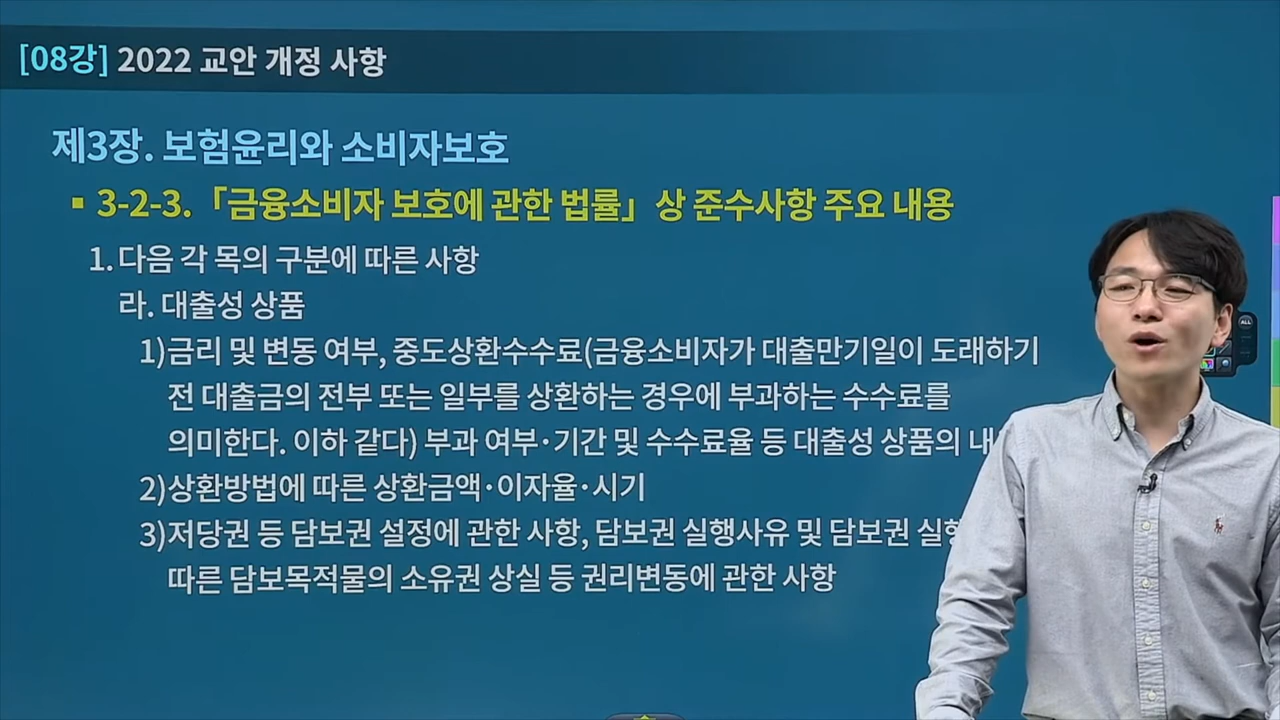 [08강] 2022 교안 개정 사항
제3장. 보험윤리와 소비자보호
▪ 3-2-3.「금융소비자 보호에 관한 법률」상 준수사항 주요 내용
1. 다음 각 목의 구분에 따른 사항
라. 대출성 상품
1)금리 및 변동 여부, 중도상환수수료(금융소비자가 대출만기일이 도래하기
전 대출금의 전부 또는 일부를 상환하는 경우에 부과하는 수수료를
의미한다. 이하 같다) 부과 여부·기간 및 수수료율 등 대출성 상품의
2)상환방법에 따른 상환금액·이자율·시기
3)저당권 등 담보권 설정에 관한 사항, 담보권 실행사유 및 담보권
따른 담보목적물의 소유권 상실 등 권리변동에 관한 사항
ALL